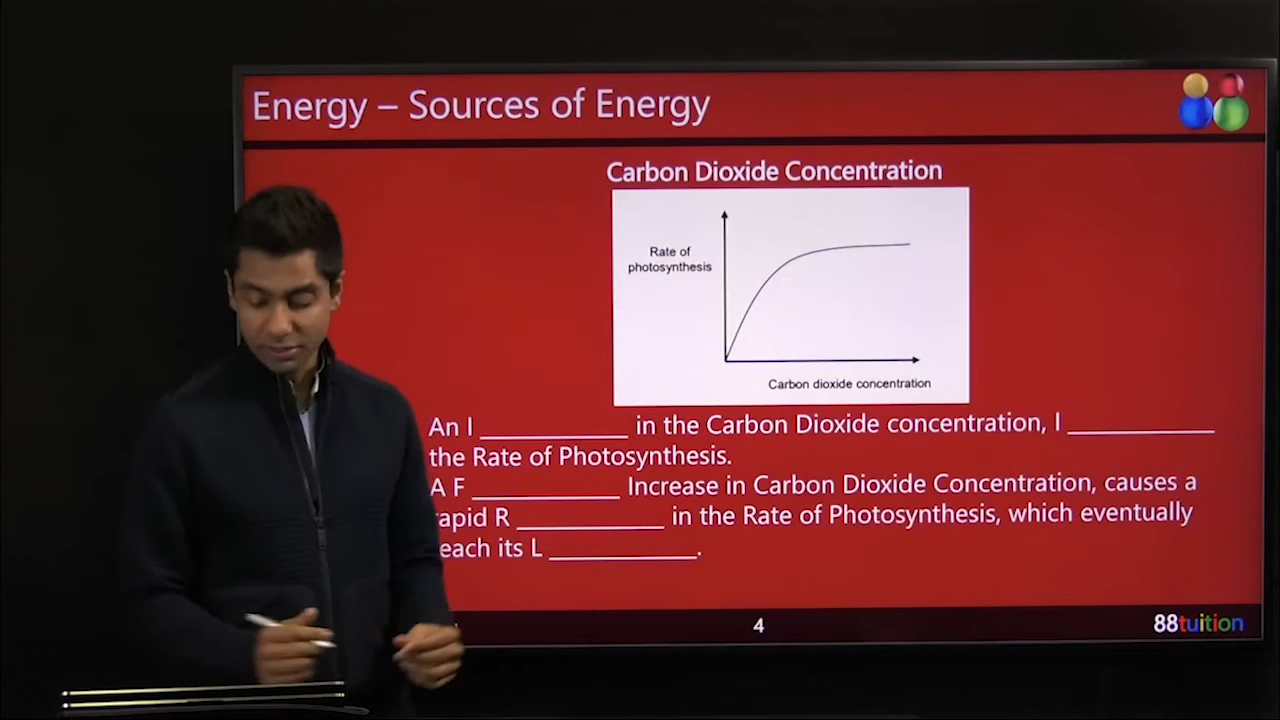 Energy – Sources of Energy
Carbon Dioxide Concentration
Rate of
photosynthesis
Carbon dioxide concentration
An I ____________ in the Carbon Dioxide concentration, I ____________
the Rate of Photosynthesis.
A F ____________ Increase in Carbon Dioxide Concentration, causes a
rapid R ____________ in the Rate of Photosynthesis, which eventually
reach its L ____________.
4
88tuition